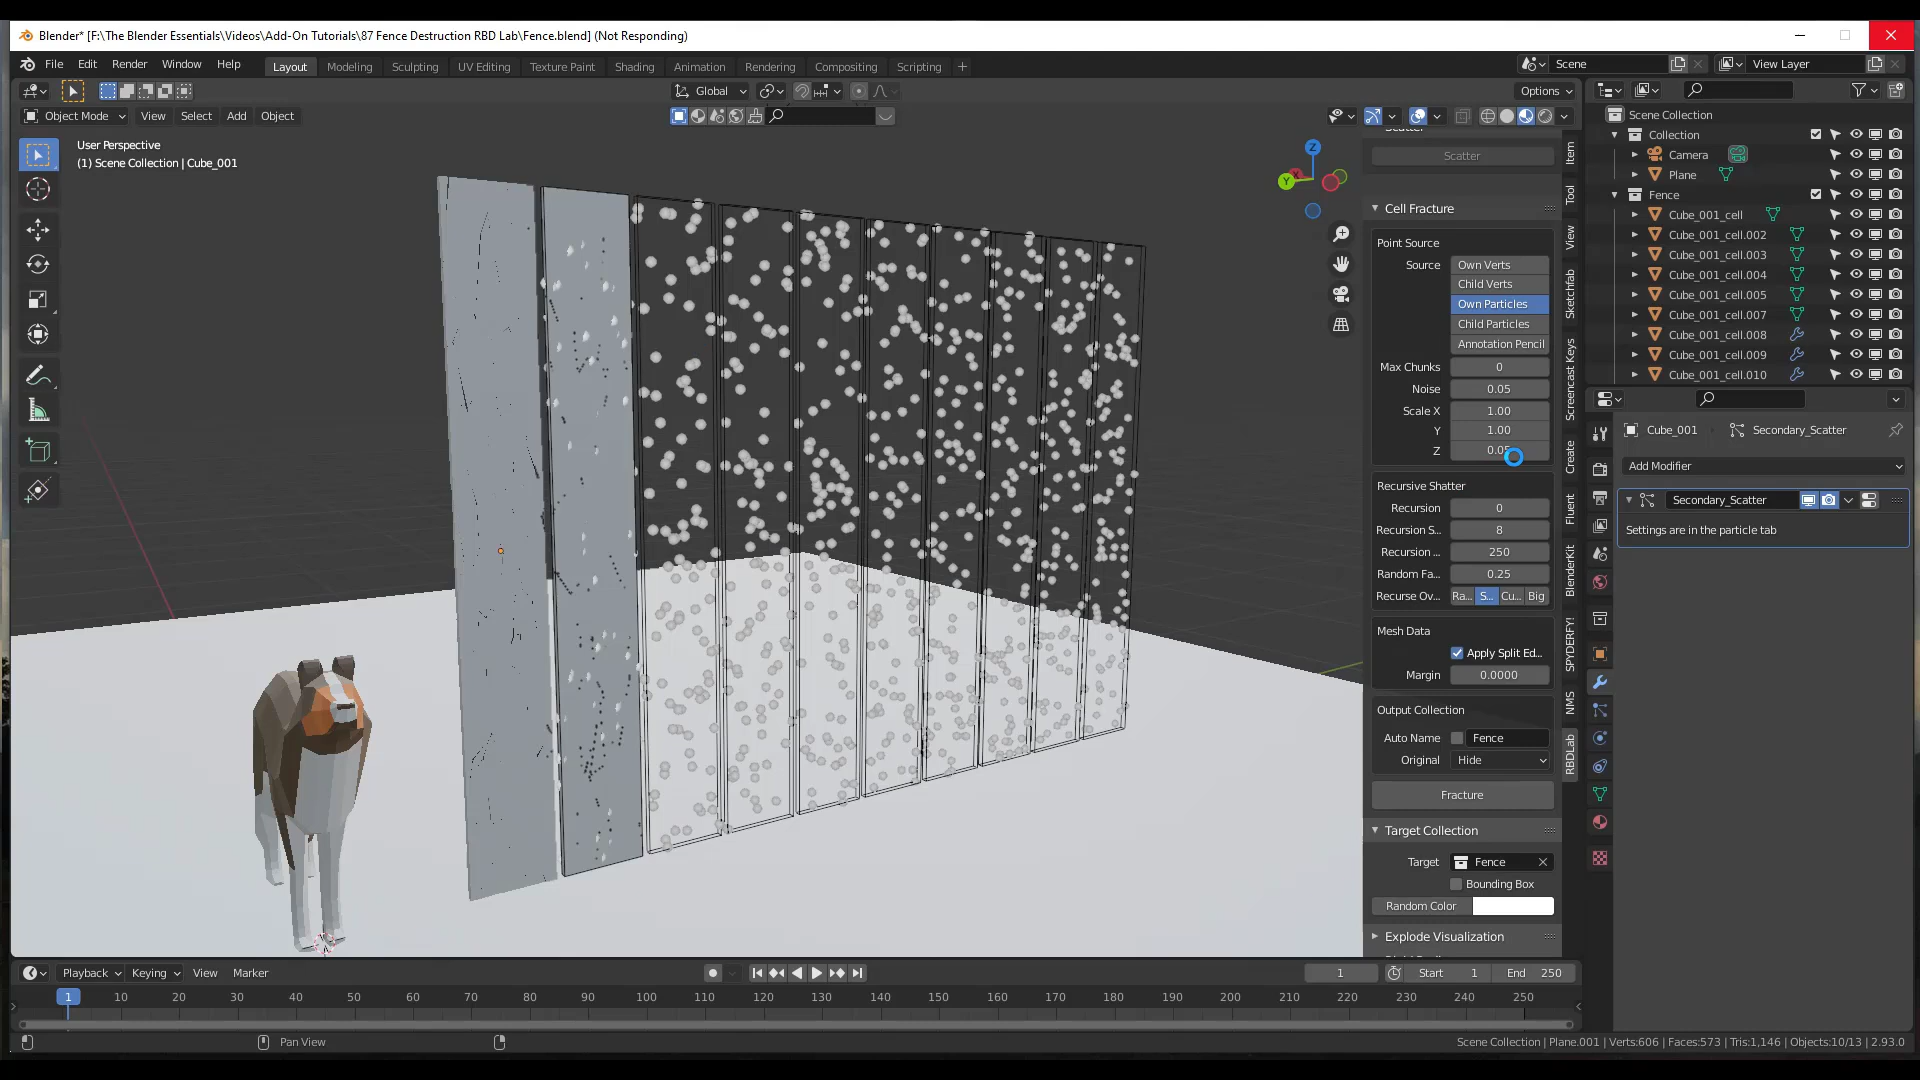 Blender* [F:\The Blender Essentials\Videos\Add-On Tutorials\87 Fence Destruction RBD Lab\Fence.blend] (Not Responding)
File Edit Render Window Help Layout Modeling Sculpting UV Editing Texture Paint Shading Animation Rendering Compositing Scripting + Scene View Layer
Global Options
Object Mode View Select Add Object
User Perspective
(1) Scene Collection | Cube_001
Z
Y
X
Scatter
Cell Fracture
Point Source
Source Own Verts
Child Verts
Own Particles
Child Particles
Annotation Pencil
Max Chunks 0
Noise 0.05
Scale X 1.00
Y 1.00
Z 0.05
Recursive Shatter
Recursion 0
Recursion S... 8
Recursion ... 250
Random Fa... 0.25
Recurse Ov... Ra... S... Cu... Big
Mesh Data
Apply Split Ed...
Margin 0.0000
Output Collection
Auto Name Fence
Original Hide
Fracture
Target Collection
Target Fence
Bounding Box
Random Color
Explode Visualization
Item
Tool
View
Sketchfab
Screencast Keys
Create
Fluent
BlenderKit
SPYDERFY!
NMS
RBDLab
Scene Collection
Collection
Camera
Plane
Fence
Cube_001_cell
Cube_001_cell.002
Cube_001_cell.003
Cube_001_cell.004
Cube_001_cell.005
Cube_001_cell.007
Cube_001_cell.008
Cube_001_cell.009
Cube_001_cell.010
Cube_001 Secondary_Scatter
Add Modifier
Secondary_Scatter
Settings are in the particle tab
Playback Keying View Marker 1 Start 1 End 250
1 10 20 30 40 50 60 70 80 90 100 110 120 130 140 150 160 170 180 190 200 210 220 230 240 250
Pan View Scene Collection | Plane.001 | Verts:606 | Faces:573 | Tris:1,146 | Objects:10/13 | 2.93.0